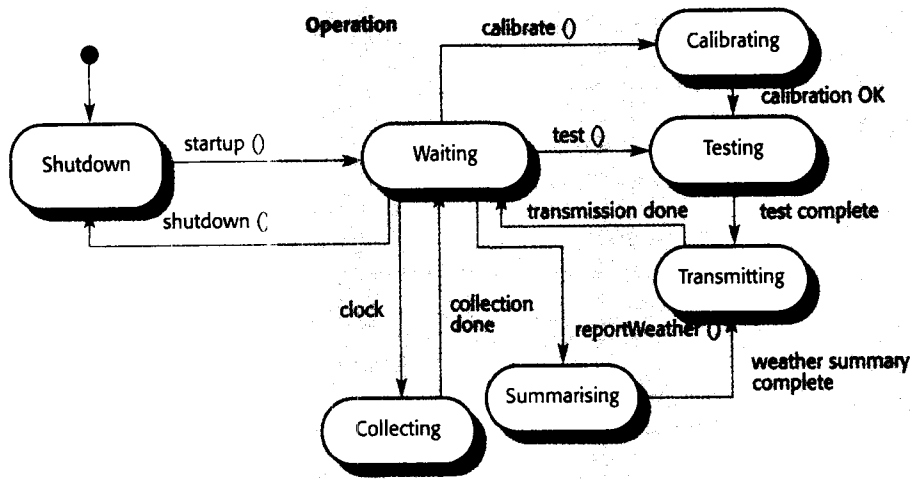 Operation
calibrate ()
Calibrating
calibration OK
startup ()
Waiting
test ()
Testing
Shutdown
shutdown (
transmission done
test complete
Transmitting
clock
collection
done
reportWeather ()
weather summary
complete
Summarising
Collecting